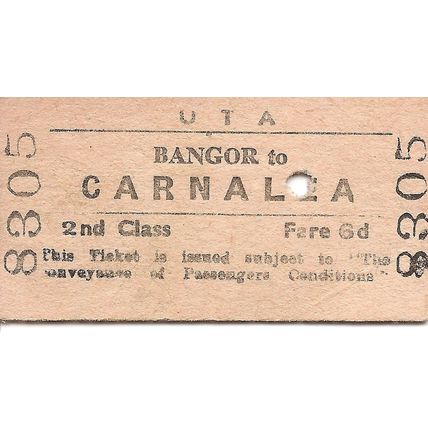 UTA
BANGOR to
CARNALEA
2nd Class Fare 6d
This Ticket is issued subject to "The
Conveyance of Passengers Conditions"
8305
8305